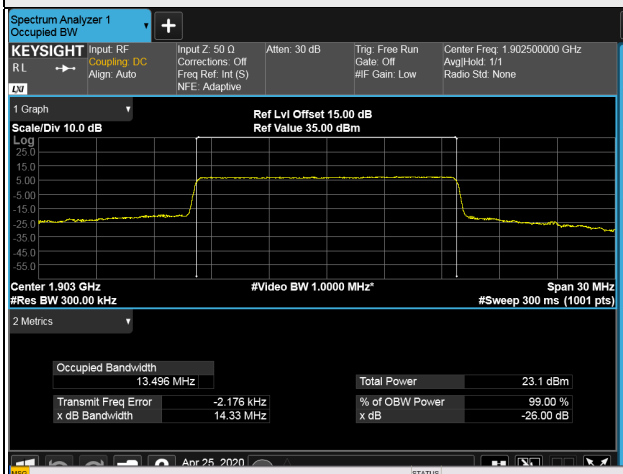 Spectrum Analyzer 1
Occupied BW
+
KEYSIGHT
RL
LXI
Input: RF
Coupling: DC
Align: Auto
Input Z: 50 Ω
Corrections: Off
Freq Ref: Int (S)
NFE: Adaptive
Atten: 30 dB
Trig: Free Run
Gate: Off
#IF Gain: Low
Center Freq: 1.902500000 GHz
Avg|Hold: 1/1
Radio Std: None
1 Graph
Scale/Div 10.0 dB
Ref Lvl Offset 15.00 dB
Ref Value 35.00 dBm
Log
25.0
15.0
5.00
-5.00
-15.0
-25.0
-35.0
-45.0
-55.0
Center 1.903 GHz
#Res BW 300.00 kHz
#Video BW 1.0000 MHz*
Span 30 MHz
#Sweep 300 ms (1001 pts)
2 Metrics
Occupied Bandwidth
13.496 MHz
Transmit Freq Error -2.176 kHz
x dB Bandwidth 14.33 MHz
Total Power 23.1 dBm
% of OBW Power 99.00 %
x dB -26.00 dB
Apr 25, 2020
MSG
STATUS